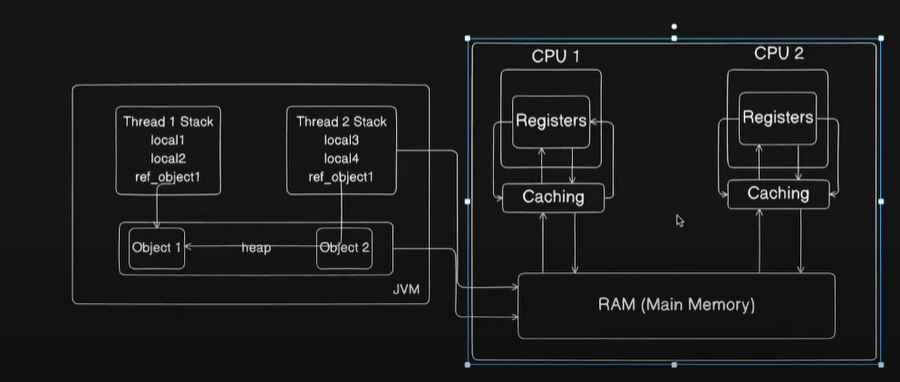 Thread 1 Stack
local1
local2
ref_object1
Thread 2 Stack
local3
local4
ref_object1
Object 1
heap
Object 2
JVM
CPU 1
Registers
Caching
CPU 2
Registers
Caching
RAM (Main Memory)